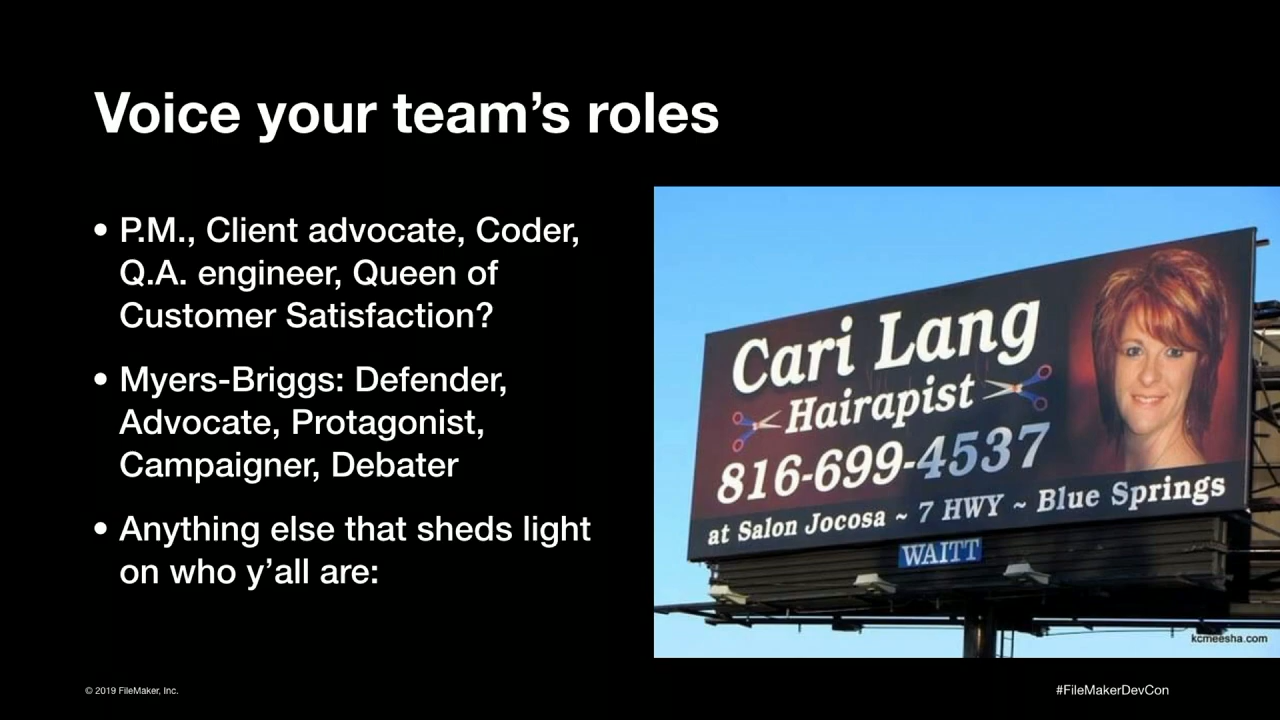 Voice your team’s roles
• P.M., Client advocate, Coder,
Q.A. engineer, Queen of
Customer Satisfaction?
• Myers-Briggs: Defender,
Advocate, Protagonist,
Campaigner, Debater
• Anything else that sheds light
on who y’all are:
Cari Lang
Hairapist
816-699-4537
at Salon Jocosa ~ 7 HWY ~ Blue Springs
WAITT
kcmeesha.com
© 2019 FileMaker, Inc.
#FileMakerDevCon